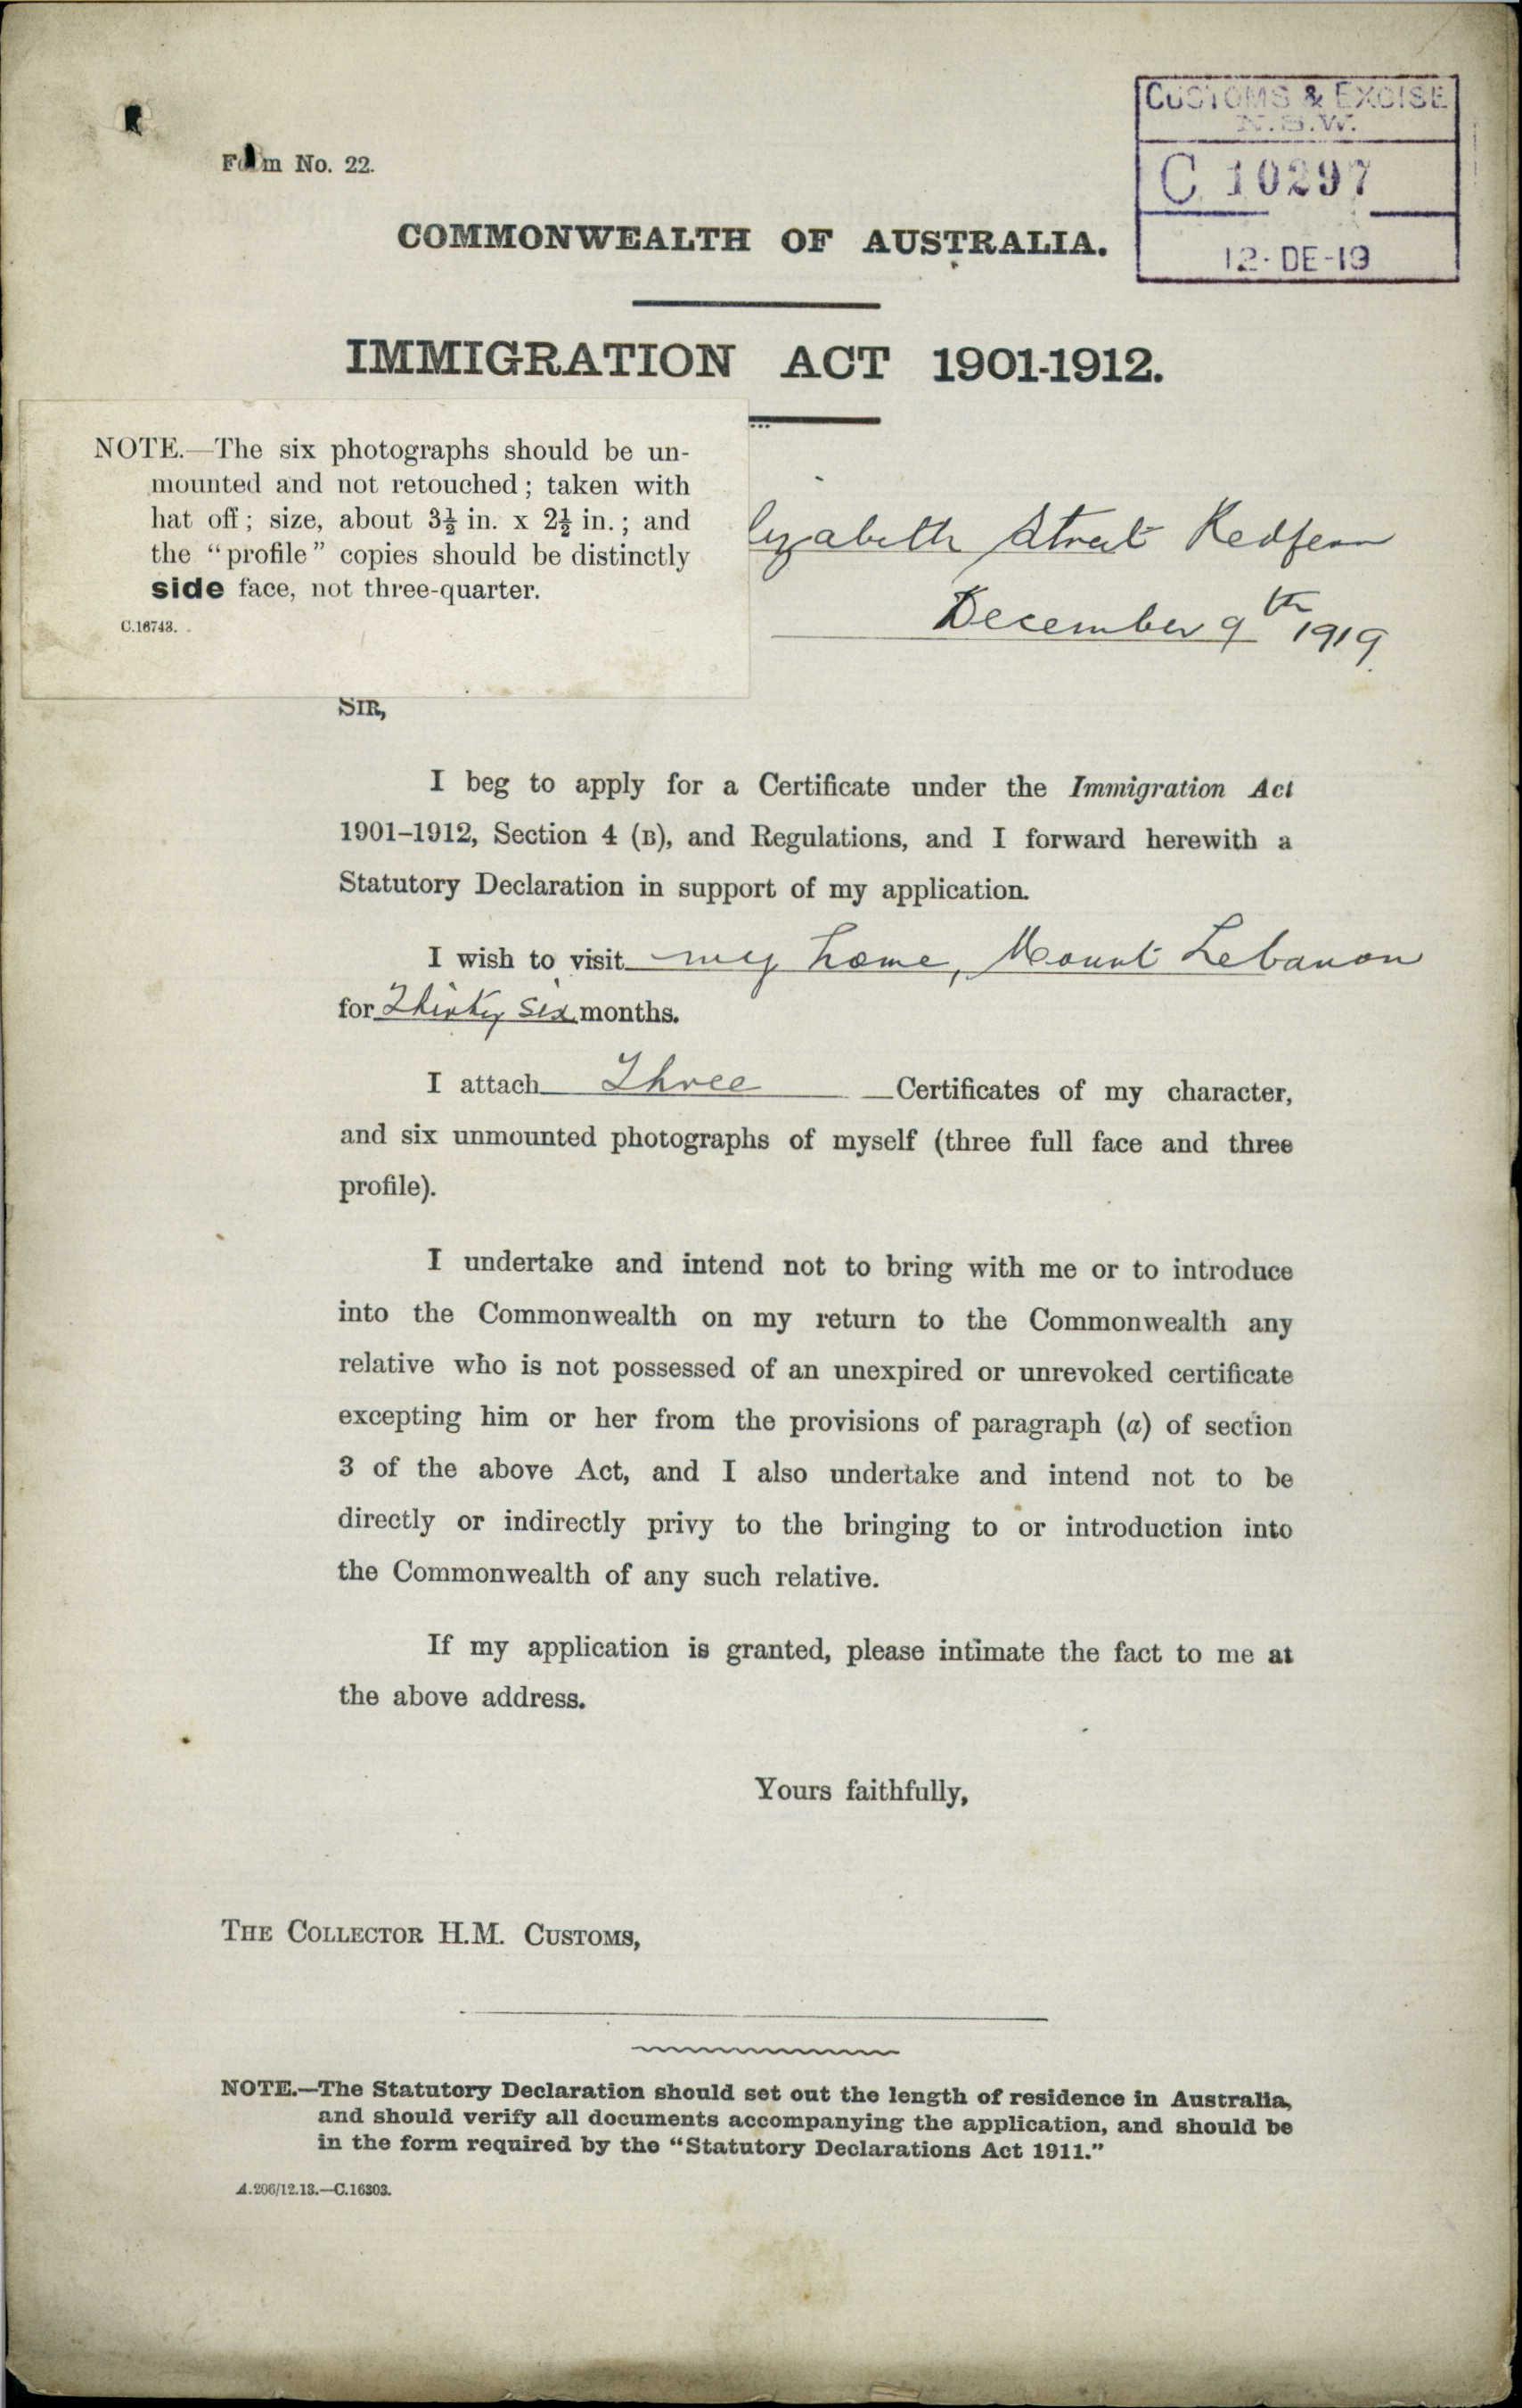 CUSTOMS & EXCISE
N.S.W.
C 10297
12·DE-19
Form No. 22.
COMMONWEALTH OF AUSTRALIA.
IMMIGRATION ACT 1901-1912.
NOTE.—The six photographs should be un-
mounted and not retouched; taken with
hat off; size, about 3½ in. x 2½ in.; and
the “profile” copies should be distinctly
side face, not three-quarter.
C.16743.
lizabeth Street Redfern
December 9th 1919
SIR,
I beg to apply for a Certificate under the Immigration Act
1901–1912, Section 4 (B), and Regulations, and I forward herewith a
Statutory Declaration in support of my application.
I wish to visit my home, Mount Lebanon
for Thirty Six months.
I attach Three Certificates of my character,
and six unmounted photographs of myself (three full face and three
profile).
I undertake and intend not to bring with me or to introduce
into the Commonwealth on my return to the Commonwealth any
relative who is not possessed of an unexpired or unrevoked certificate
excepting him or her from the provisions of paragraph (a) of section
3 of the above Act, and I also undertake and intend not to be
directly or indirectly privy to the bringing to or introduction into
the Commonwealth of any such relative.
If my application is granted, please intimate the fact to me at
the above address.
Yours faithfully,
THE COLLECTOR H.M. CUSTOMS,
NOTE.—The Statutory Declaration should set out the length of residence in Australia,
and should verify all documents accompanying the application, and should be
in the form required by the “Statutory Declarations Act 1911.”
A.206/12.13.—C.16303.